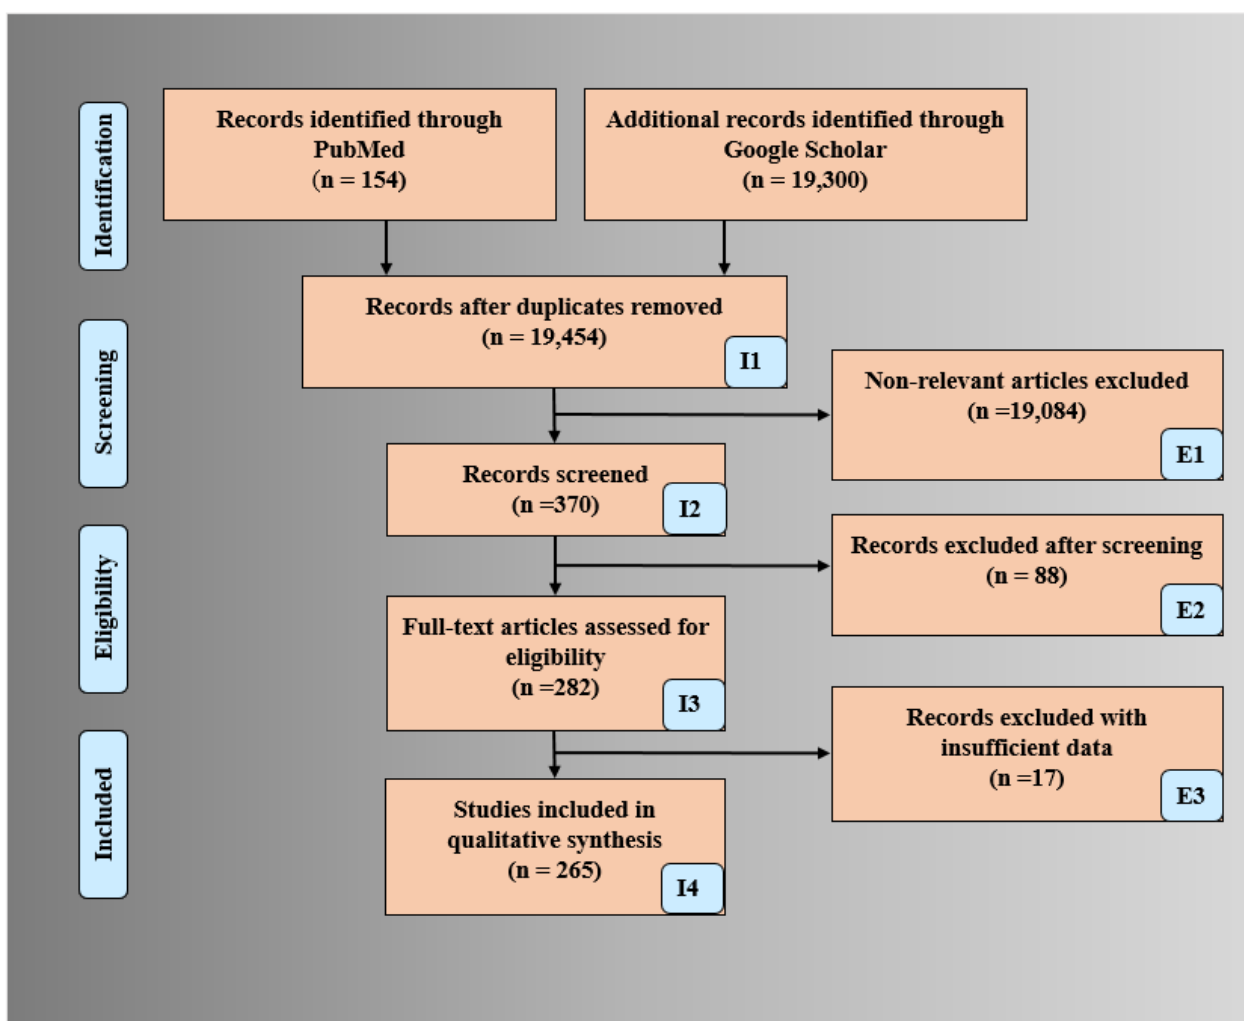 Identification
Records identified through
PubMed
(n = 154)
Additional records identified through
Google Scholar
(n = 19,300)
Records after duplicates removed
(n = 19,454)
I1
Screening
Non-relevant articles excluded
(n =19,084)
E1
Records screened
(n =370)
I2
Eligibility
Records excluded after screening
(n = 88)
E2
Full-text articles assessed for
eligibility
(n =282)
I3
Records excluded with
insufficient data
(n =17)
E3
Included
Studies included in
qualitative synthesis
(n = 265)
I4